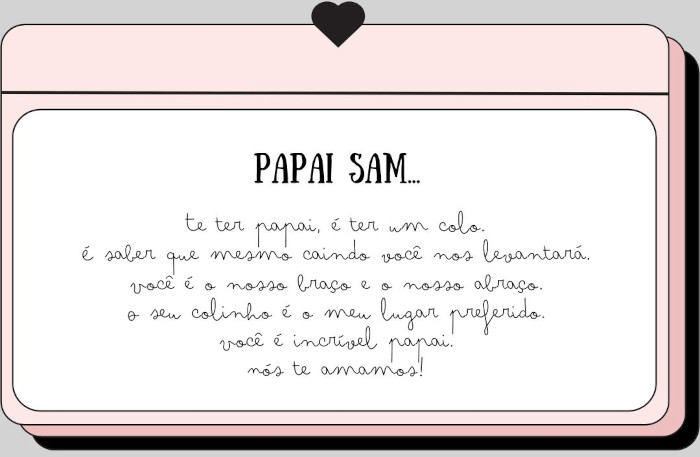 PAPAI SAM...
te ter papai, é ter um colo.
é saber que mesmo caindo você nos levantará.
você é o nosso braço e o nosso abraço.
o seu colinho é o meu lugar preferido.
você é incrível papai.
nós te amamos!